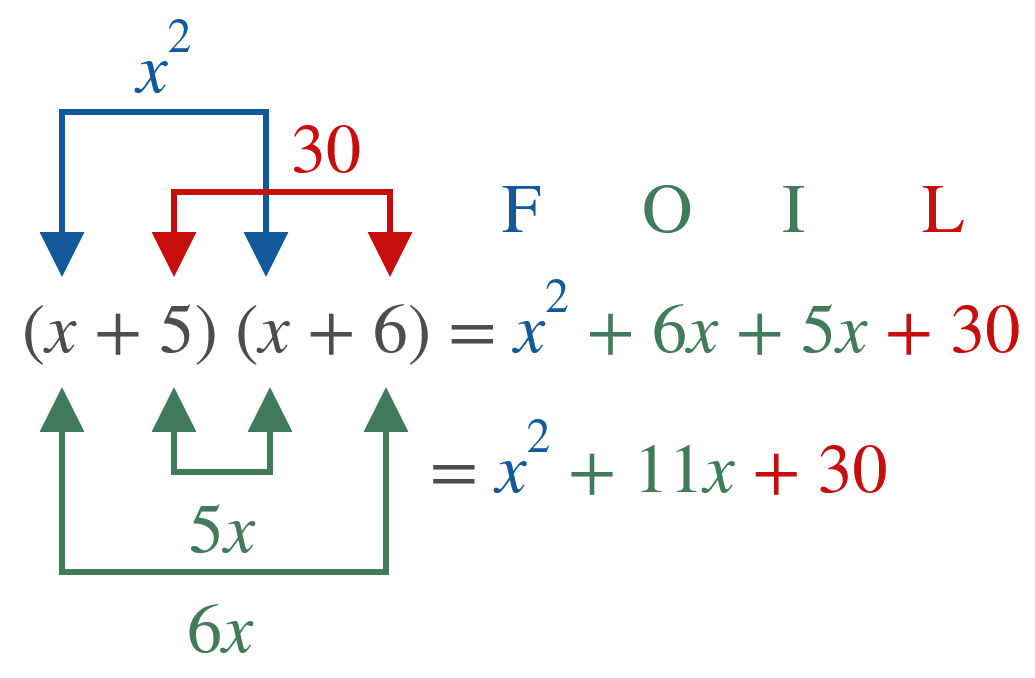 x²
30
F O I L
(x + 5) (x + 6) = x² + 6x + 5x + 30
= x² + 11x + 30
5x
6x